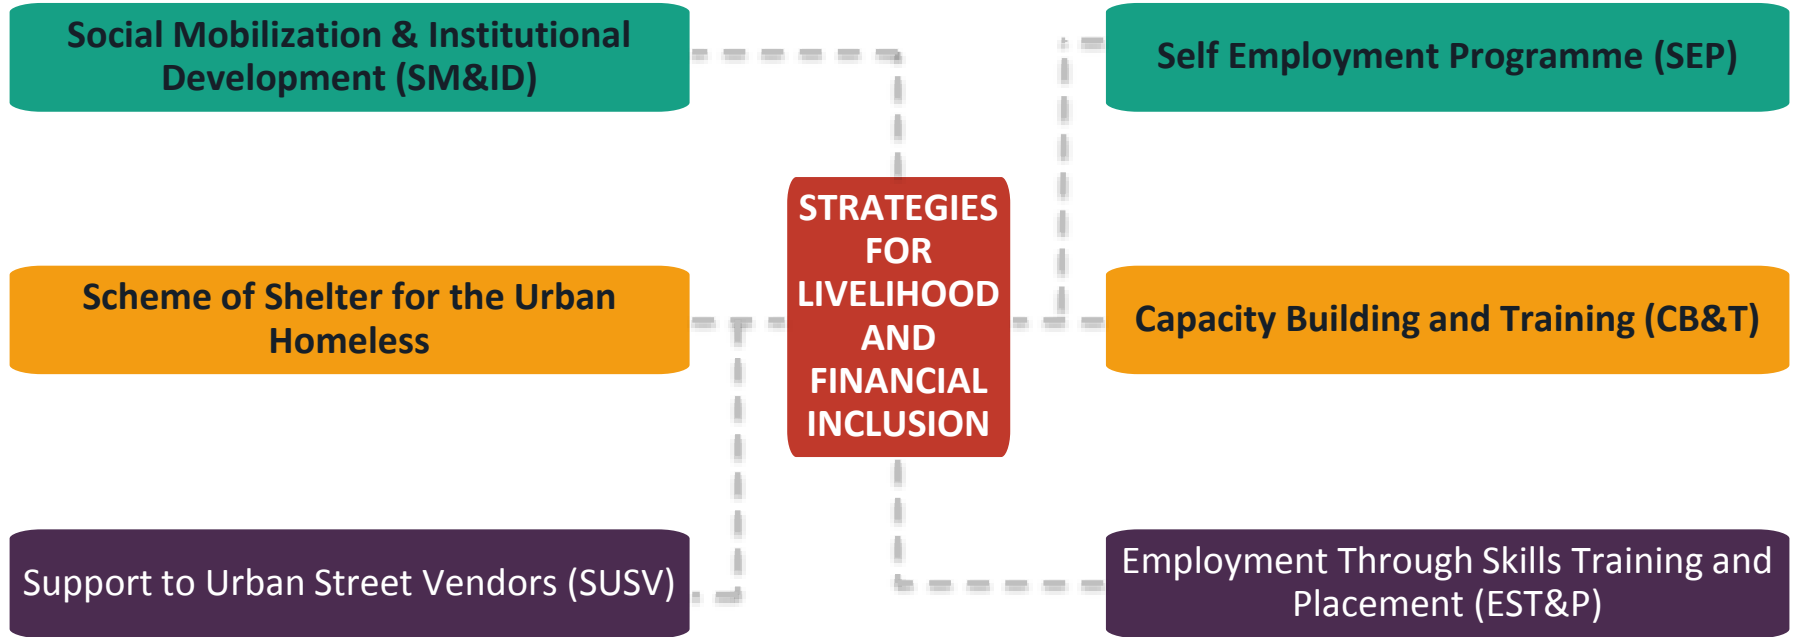 Social Mobilization & Institutional
Development (SM&ID)
Self Employment Programme (SEP)
STRATEGIES
FOR
LIVELIHOOD
AND
FINANCIAL
INCLUSION
Scheme of Shelter for the Urban
Homeless
Capacity Building and Training (CB&T)
Support to Urban Street Vendors (SUSV)
Employment Through Skills Training and
Placement (EST&P)